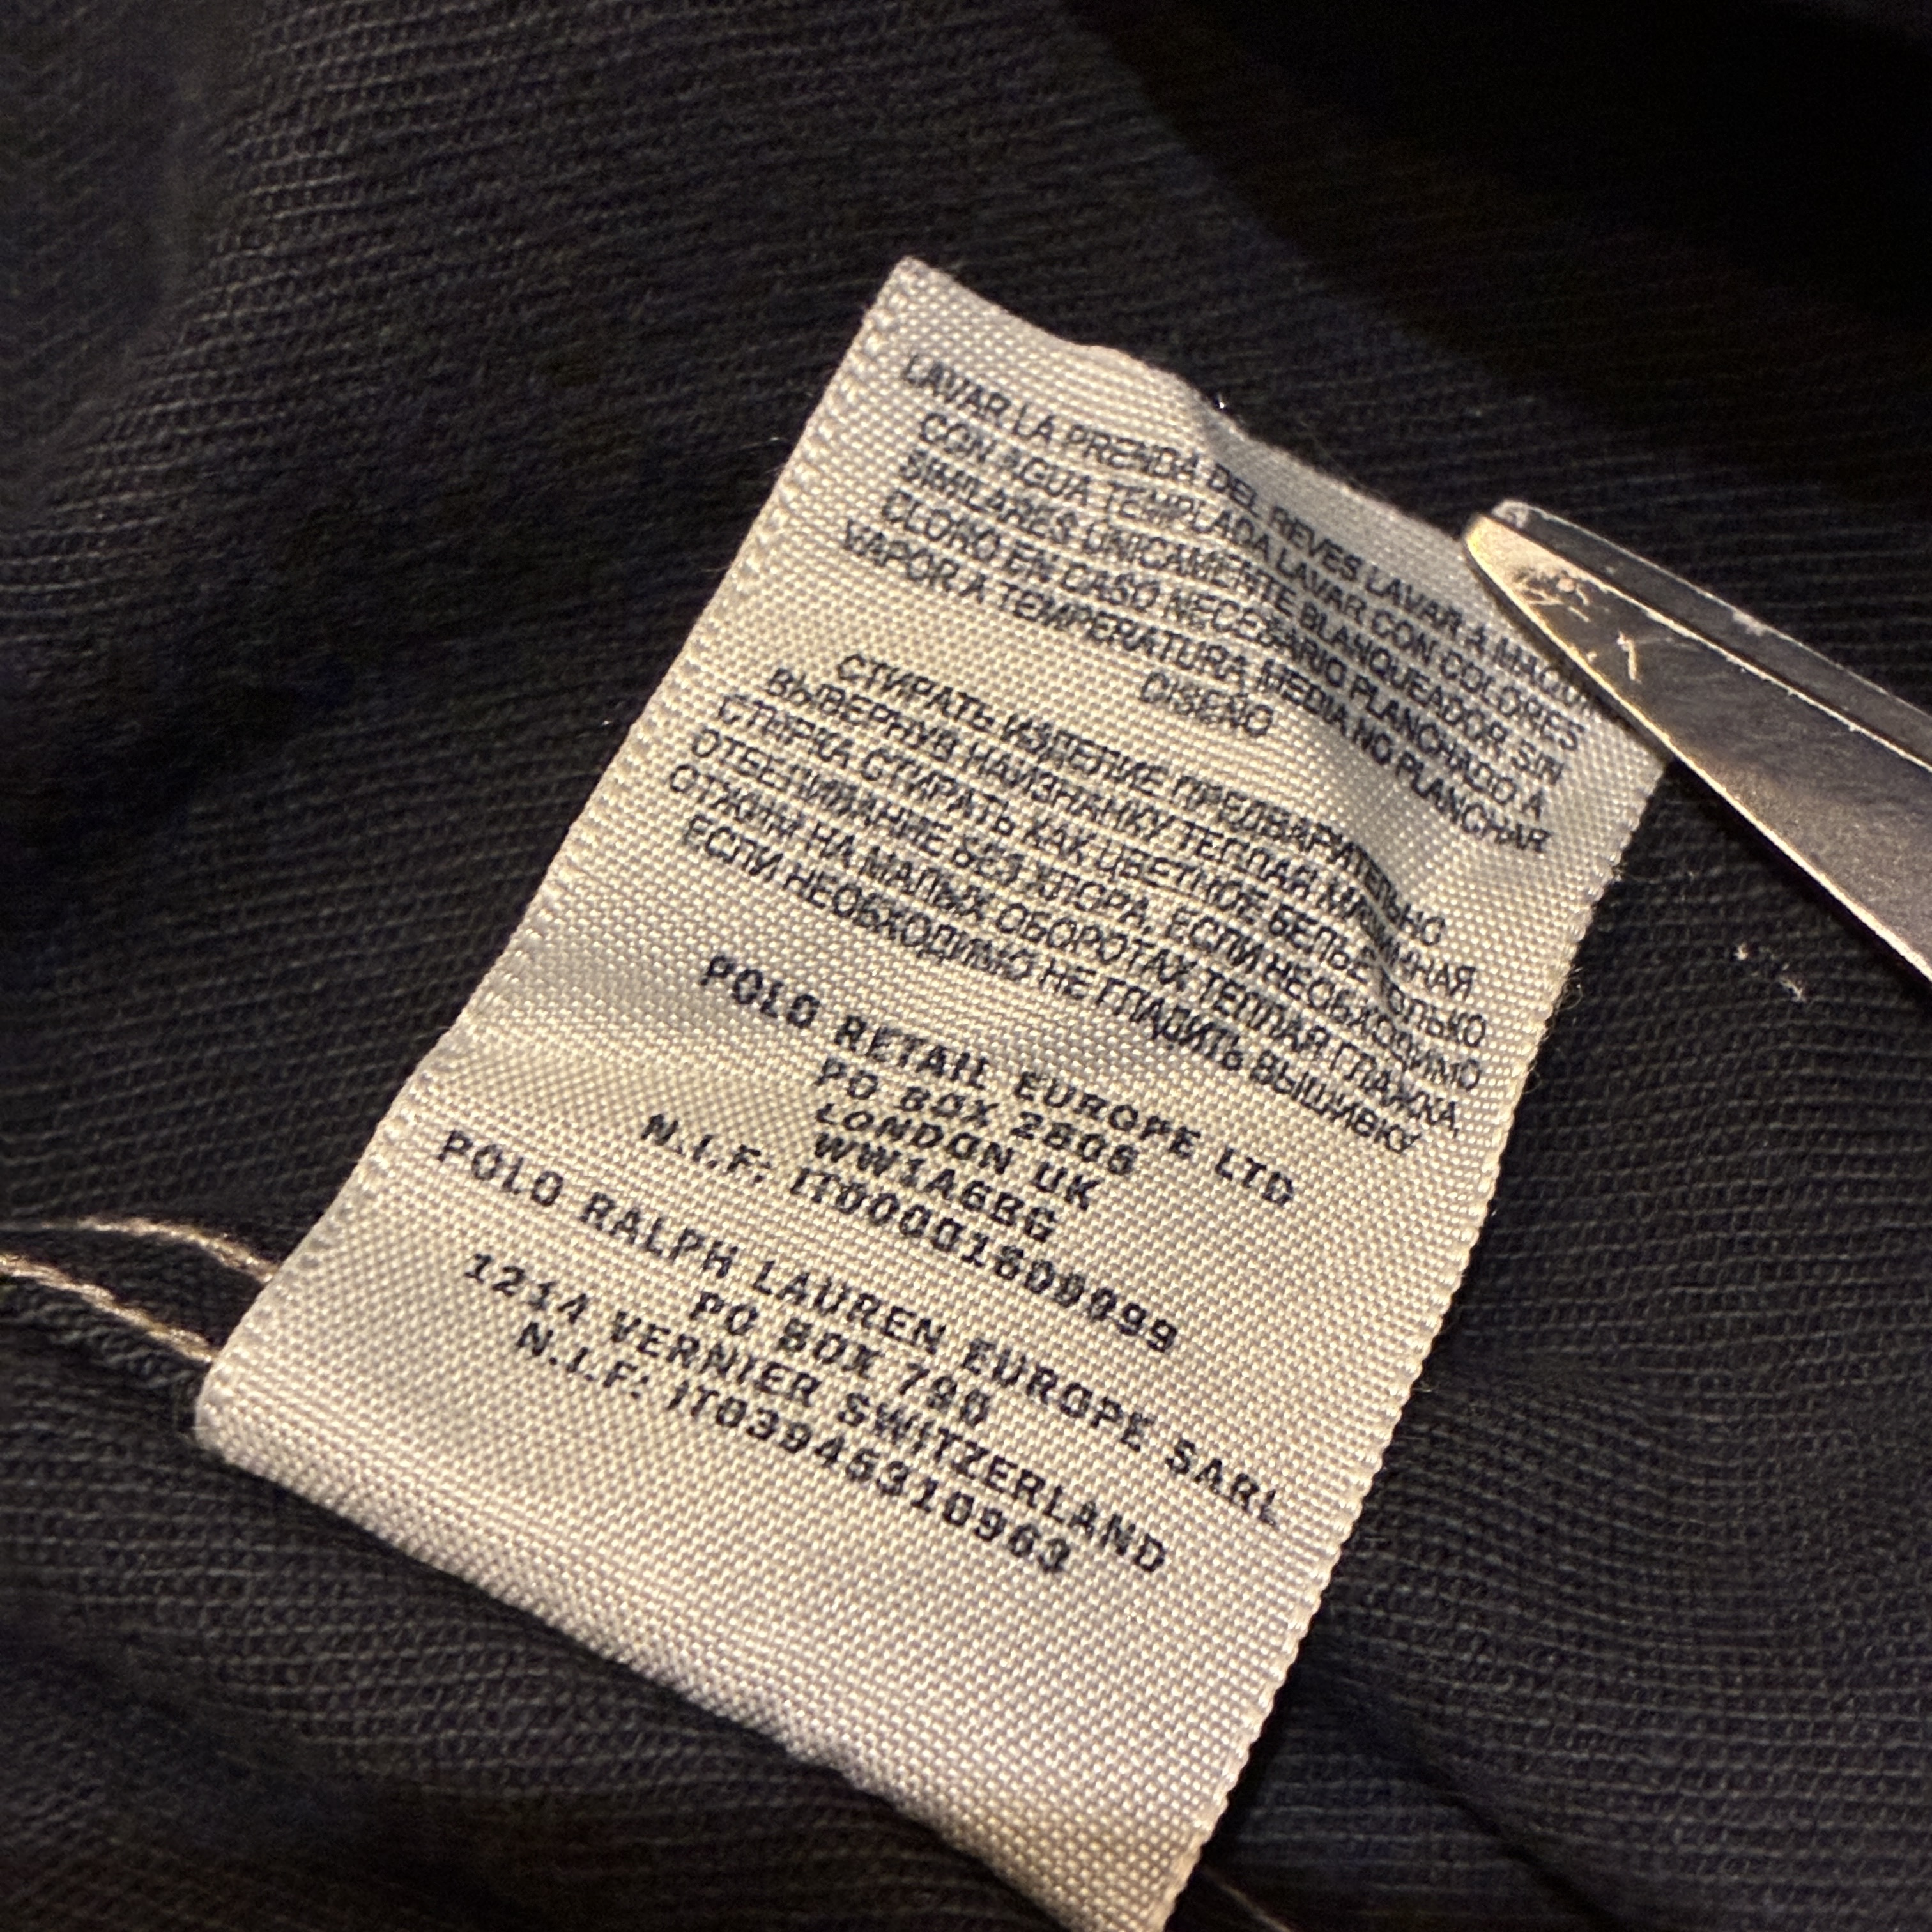 LAVAR LA PRENDA DEL REVES LAVAR A MAQU
CON AGUA TEMPLADA LAVAR CON COLORES
SIMILARES UNICAMENTE BLANQUEADOR SIN
CLORO EN CASO NECESARIO PLANCHADO A
VAPOR A TEMPERATURA MEDIA NO PLANCHAR
DISENO
СТИРАТЬ ИЗДЕЛИЕ ПРЕДВАРИТЕЛЬНО
ВЫВЕРНУВ НАИЗНАНКУ ТЕПЛАЯ МАШИННАЯ
СТИРКА СТИРАТЬ КАК ЦВЕТНОЕ БЕЛЬЕ ТОЛЬКО
ОТБЕЛИВАНИЕ БЕЗ ХЛОРА, ЕСЛИ НЕОБХОДИМО
ОТЖИМ НА МАЛЫХ ОБОРОТАХ ТЕПЛАЯ ГЛАЖКА,
ЕСЛИ НЕОБХОДИМО НЕ ГЛАДИТЬ ВЫШИВКУ
POLO RETAIL EUROPE LTD
PO BOX 2808
LONDON UK
WW1A6BG
N.I.F: IT00001609999
POLO RALPH LAUREN EUROPE SARL
PO BOX 790
1214 VERNIER SWITZERLAND
N.I.F: IT03945310963